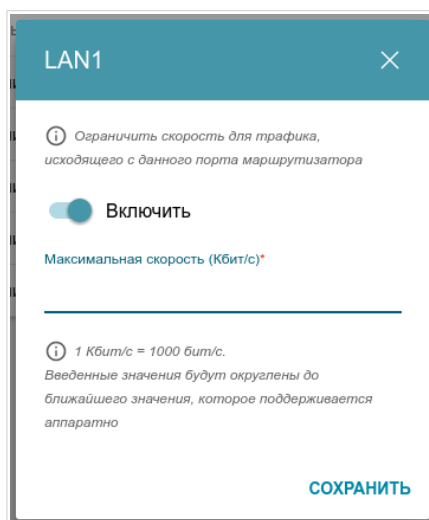 LAN1
Ограничить скорость для трафика,
исходящего с данного порта маршрутизатора
Включить
Максимальная скорость (Кбит/с)*
1 Кбит/с = 1000 бит/с.
Введенные значения будут округлены до
ближайшего значения, которое поддерживается
аппаратно
СОХРАНИТЬ